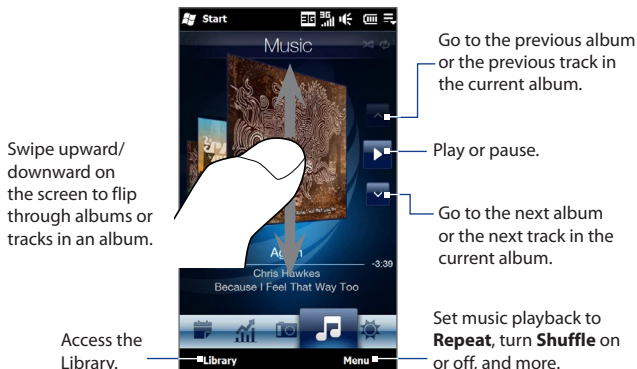 Start
3G 3G
Music
Go to the previous album
or the previous track in
the current album.
Play or pause.
Swipe upward/
downward on
the screen to flip
through albums or
tracks in an album.
Go to the next album
or the next track in the
current album.
-3:39
Chris Hawkes
Because I Feel That Way Too
Access the
Library.
Library
Menu
Set music playback to
Repeat, turn Shuffle on
or off, and more.